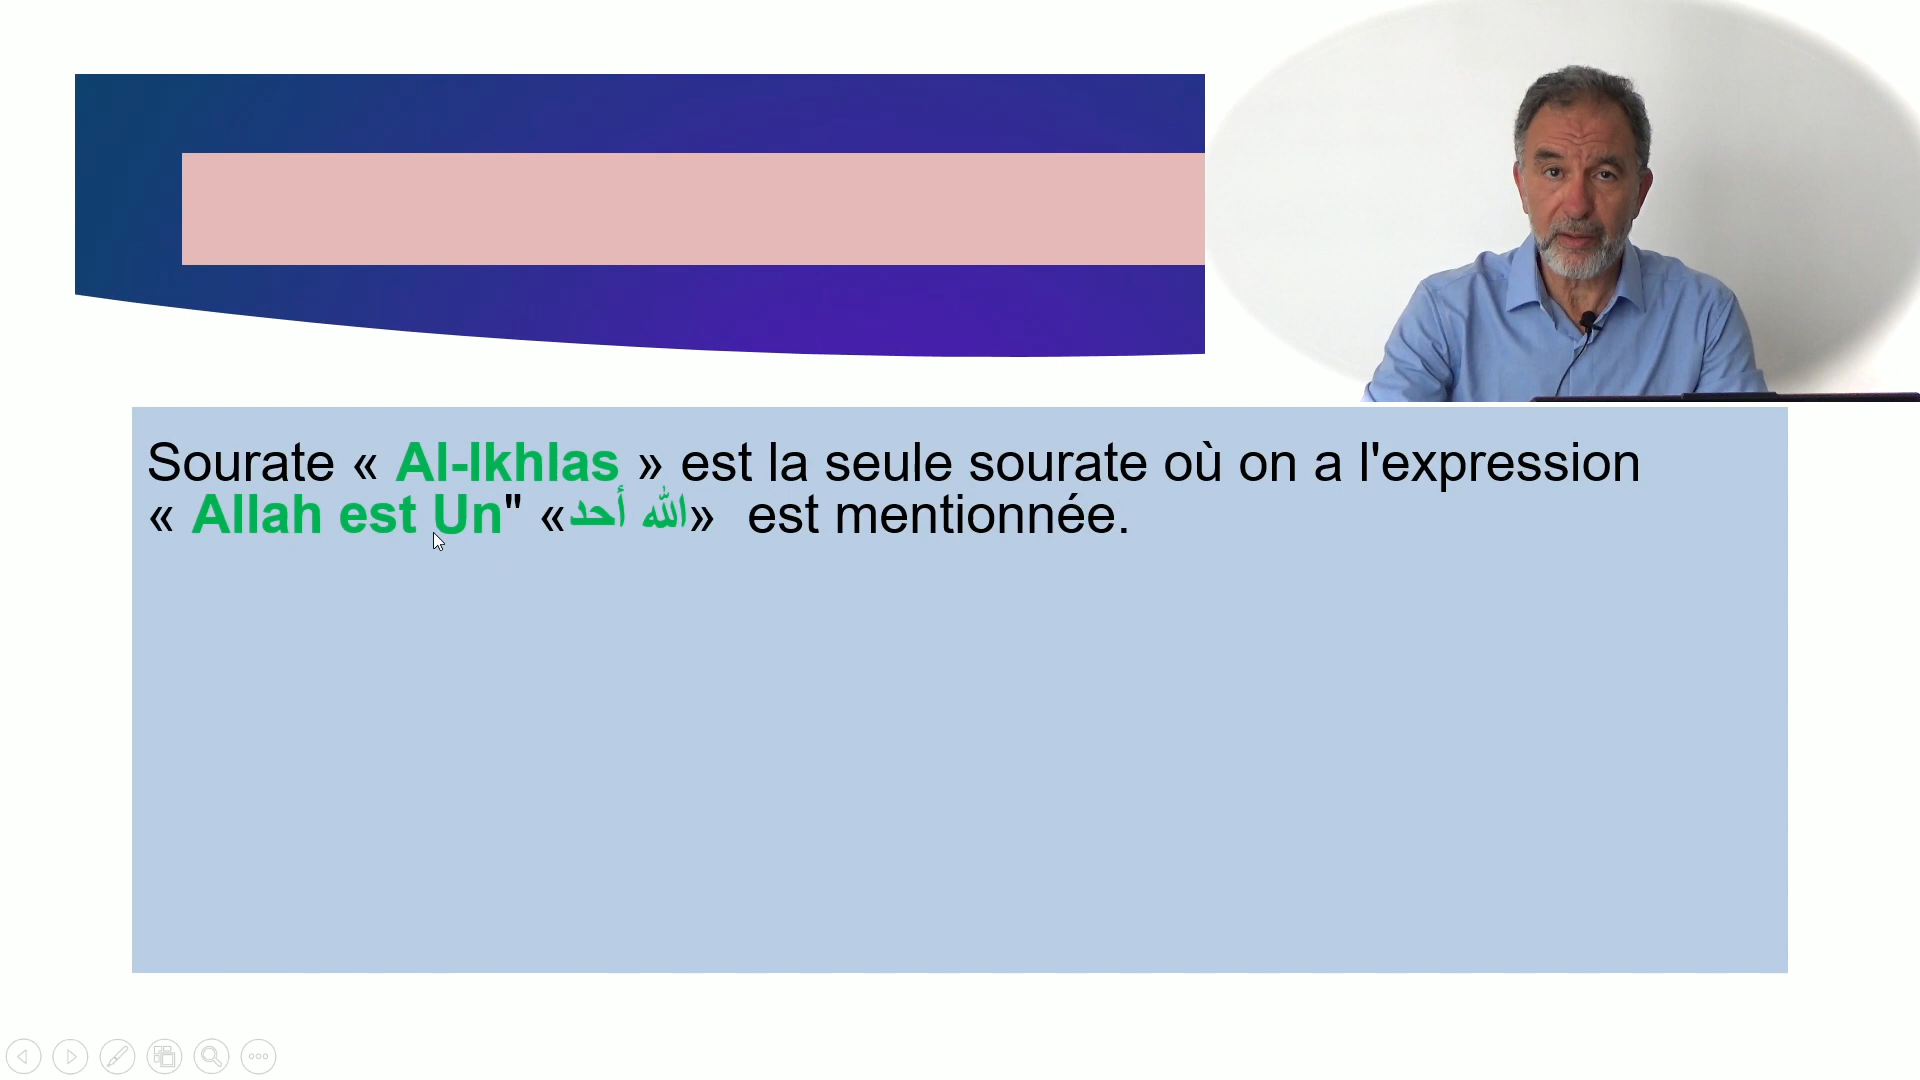 Sourate « Al-Ikhlas » est la seule sourate où on a l'expression
« Allah est Un" «الله أحد»  est mentionnée.